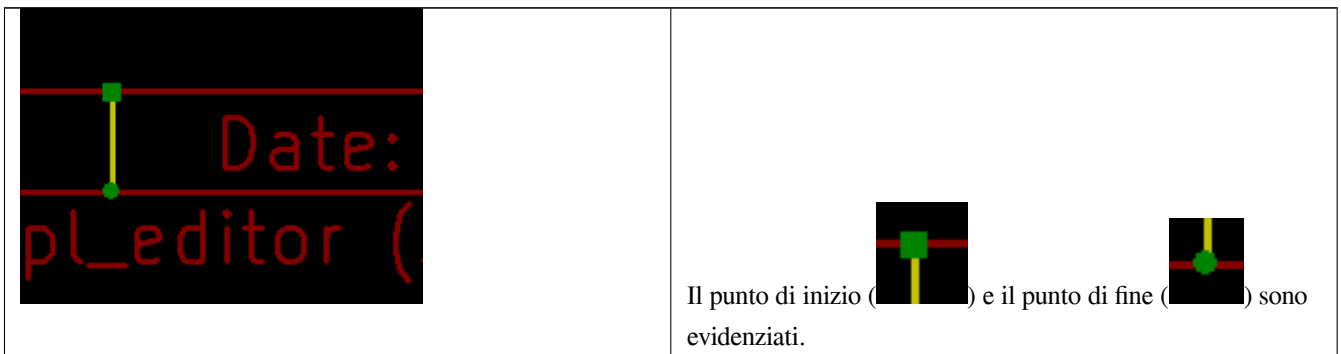 Date:
pl_editor (
Il punto di inizio ( ) e il punto di fine ( ) sono
evidenziati.